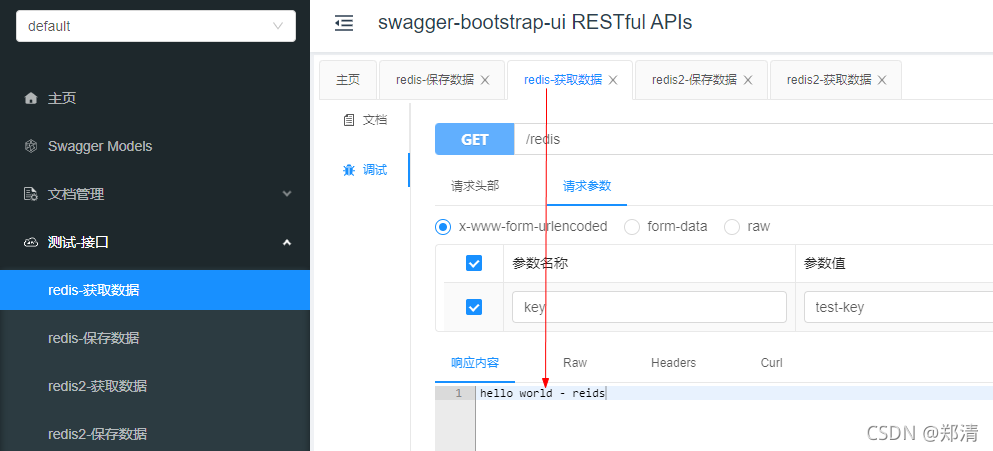 default
主页
Swagger Models
文档管理
测试-接口
redis-获取数据
redis-保存数据
redis2-获取数据
redis2-保存数据
swagger-bootstrap-ui RESTful APIs
主页 redis-保存数据 redis-获取数据 redis2-保存数据 redis2-获取数据
文档
调试
GET /redis
请求头部 请求参数
x-www-form-urlencoded form-data raw
参数名称 参数值
key test-key
响应内容 Raw Headers Curl
1 hello world - reids
CSDN @郑清